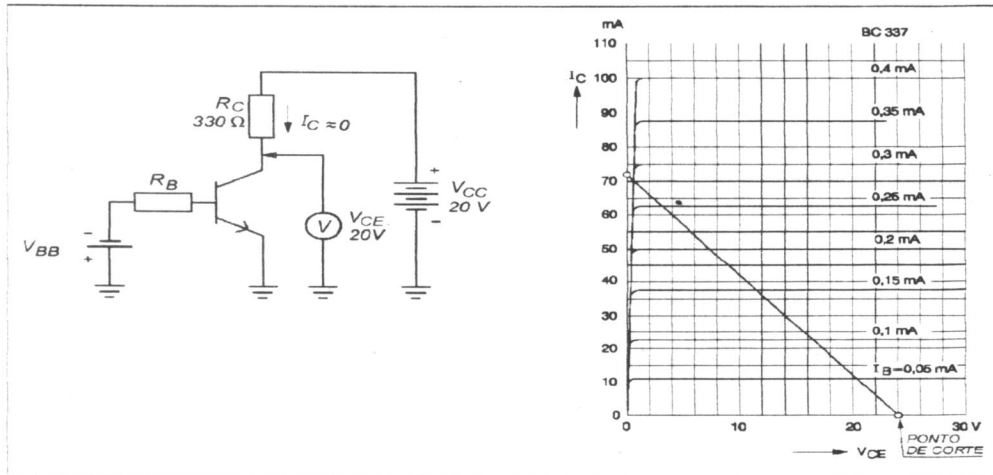 R_C
330 Ω
I_C ≈ 0
R_B
V_BB
-
+
V
V_CE
20V
+
V_CC
20 V
-
mA
BC 337
110
I_C
100
90
80
70
60
50
40
30
20
10
0
0,4 mA
0,35 mA
0,3 mA
0,25 mA
0,2 mA
0,15 mA
0,1 mA
I_B=0,05 mA
0
10
20
30 V
V_CE
PONTO
DE CORTE